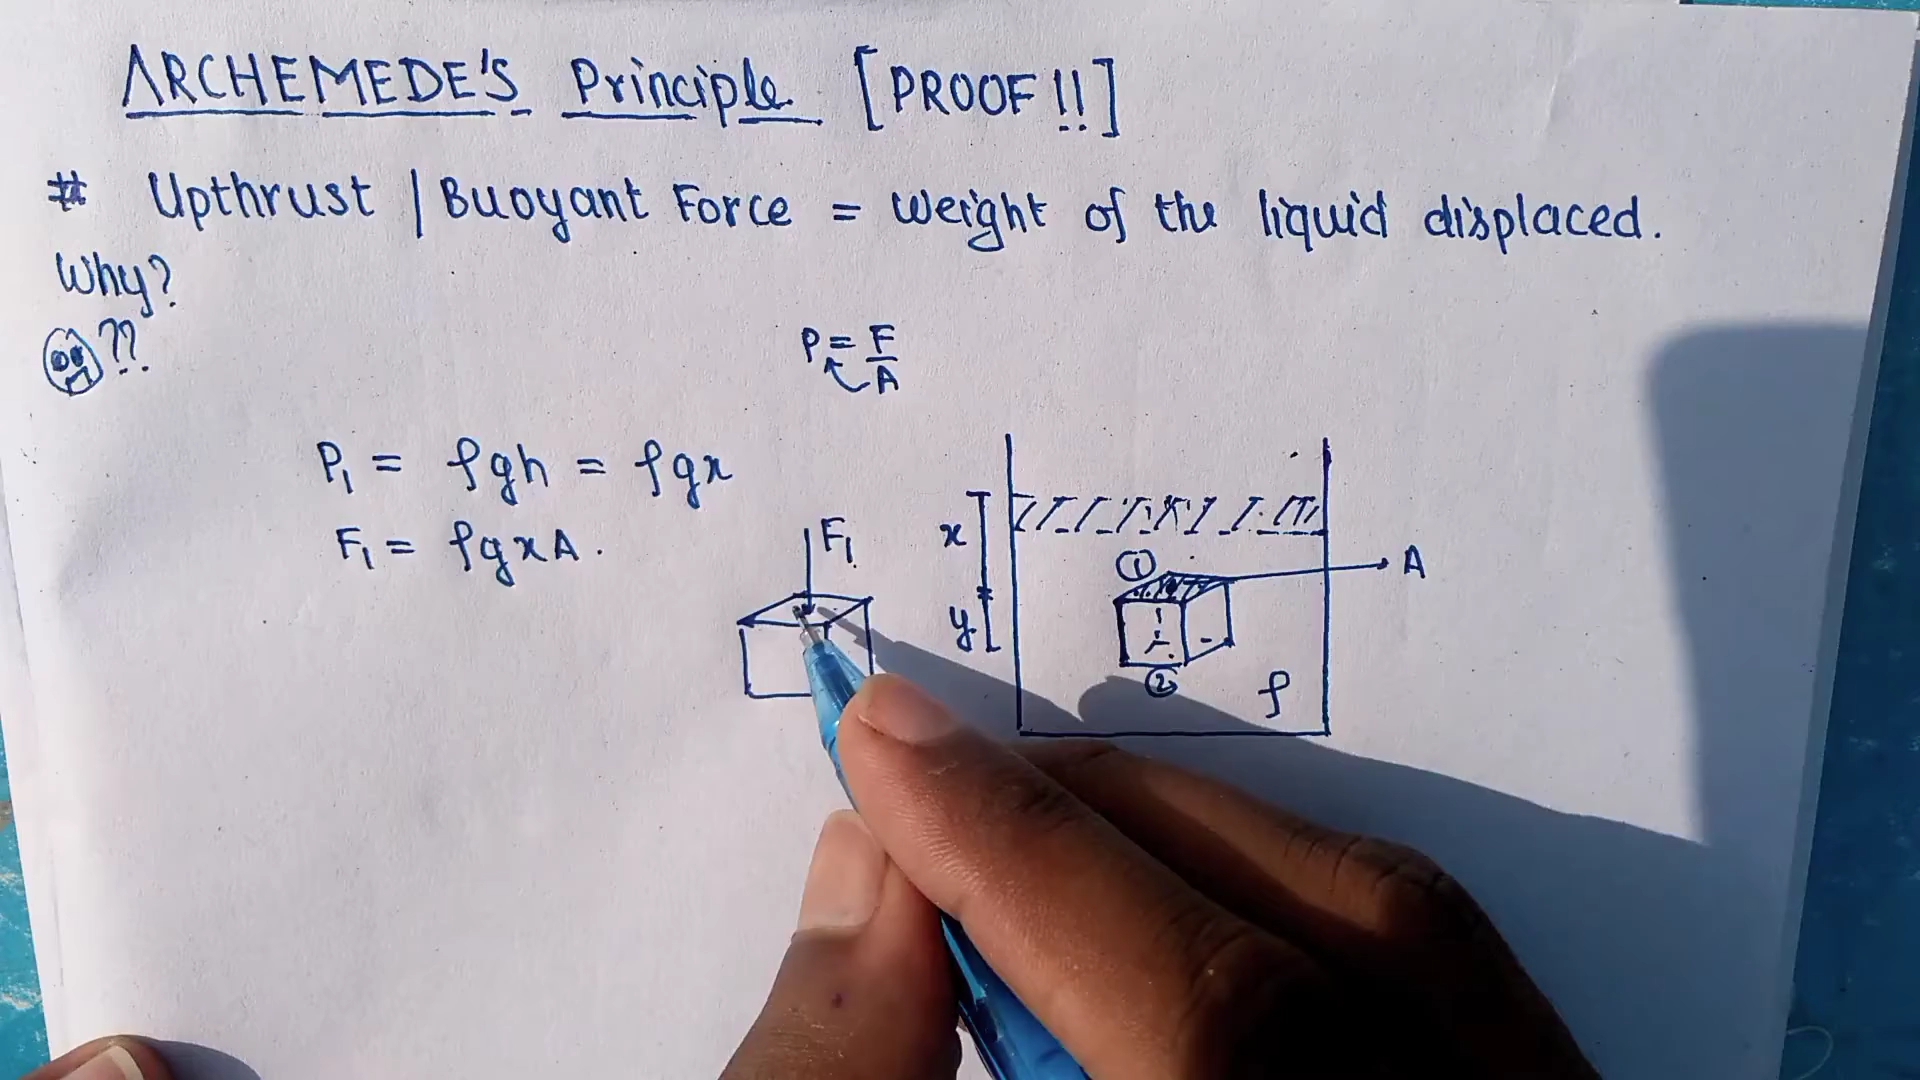 ARCHEMEDE'S Principle [PROOF!!]
# Upthrust / Buoyant Force = Weight of the liquid displaced.
Why?
??
P = F/A
P₁ = ρgh = ρgx
F₁ = ρgxA.
F₁
x
y
①
A
②
ρ